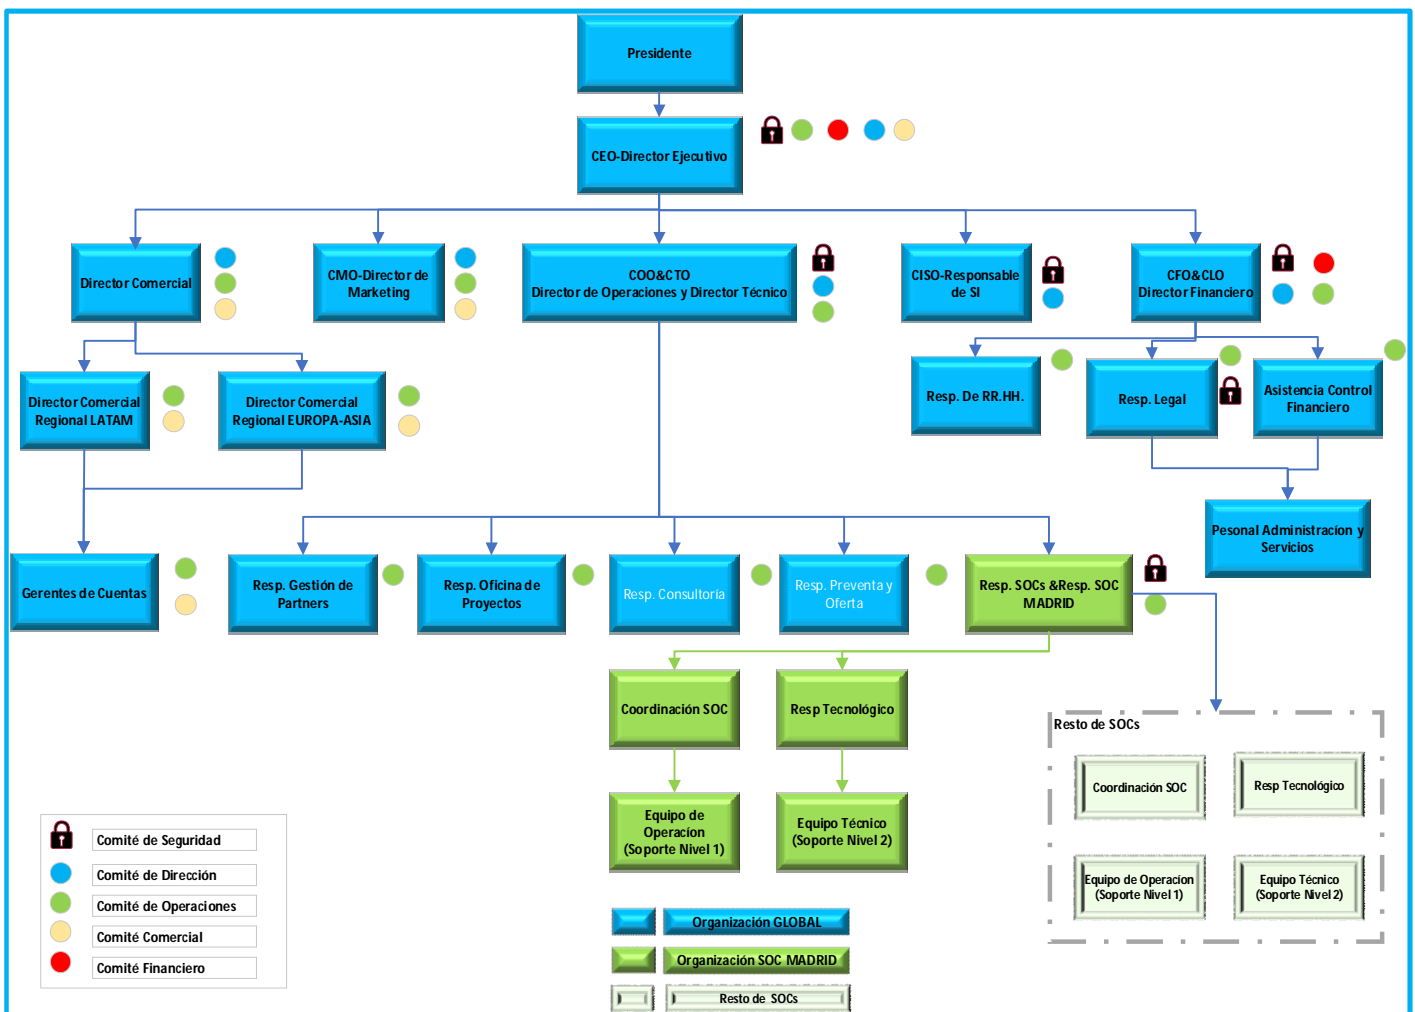 Presidente
CEO-Director Ejecutivo
Director Comercial
CMO-Director de
Marketing
COO&CTO
Director de Operaciones y Director Técnico
CISO-Responsable
de SI
CFO&CLO
Director Financiero
Director Comercial
Regional LATAM
Director Comercial
Regional EUROPA-ASIA
Resp. De RR.HH.
Resp. Legal
Asistencia Control
Financiero
Pesonal Administracíon y
Servicios
Gerentes de Cuentas
Resp. Gestión de
Partners
Resp. Oficina de
Proyectos
Resp. Consultoría
Resp. Preventa y
Oferta
Resp. SOCs &Resp. SOC
MADRID
Coordinación SOC
Resp Tecnológico
Equipo de
Operacíon
(Soporte Nivel 1)
Equipo Técnico
(Soporte Nivel 2)
Resto de SOCs
Coordinación SOC
Resp Tecnológico
Equipo de Operacíon
(Soporte Nivel 1)
Equipo Técnico
(Soporte Nivel 2)
Comité de Seguridad
Comité de Dirección
Comité de Operaciones
Comité Comercial
Comité Financiero
Organización GLOBAL
Organización SOC MADRID
Resto de SOCs